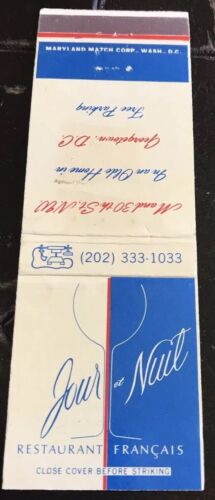 MARYLAND MATCH CORP., WASH., D.C.
M and 30th St. N.W.
In an Olde Home in
Georgetown, D.C.
Free Parking
(202) 333-1033
Jour et Nuit
RESTAURANT FRANÇAIS
CLOSE COVER BEFORE STRIKING